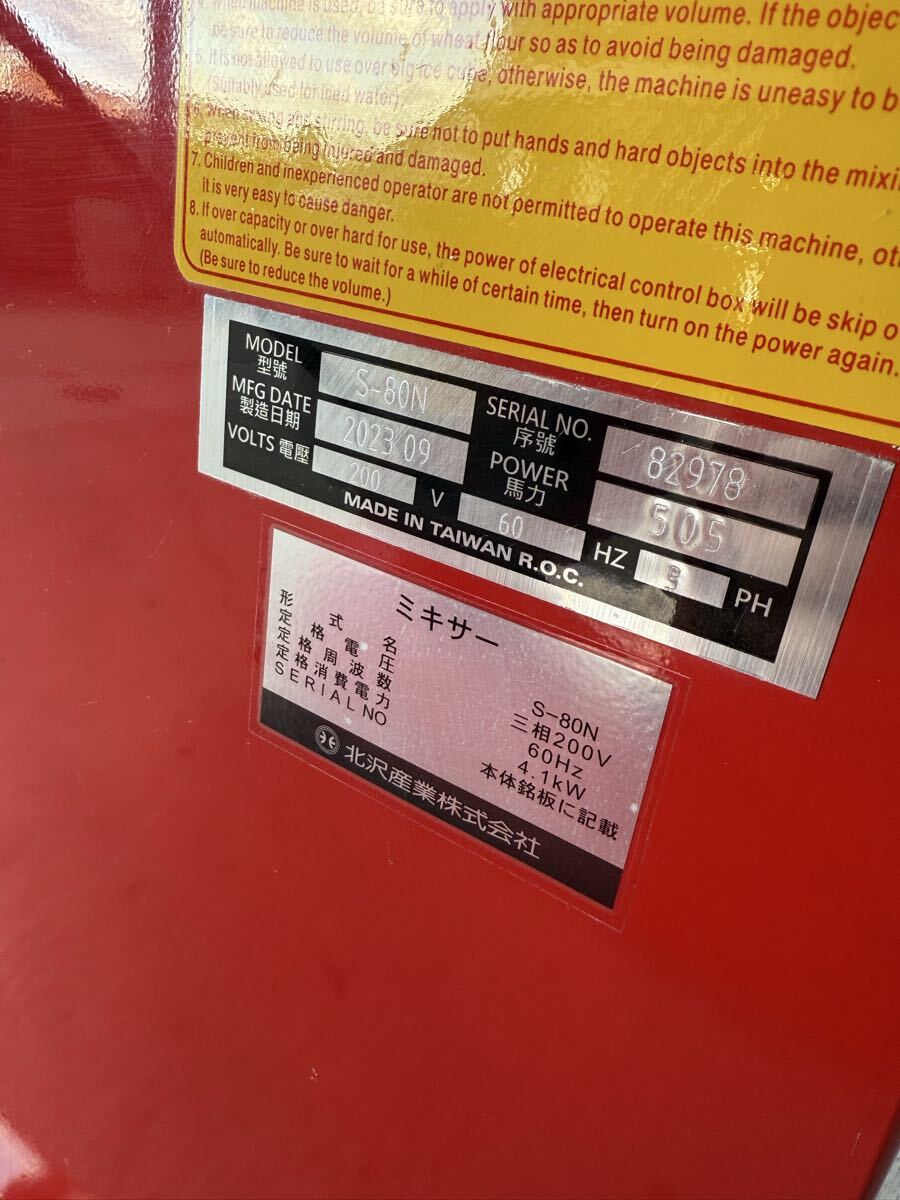 4. When machine is used, be sure to apply with appropriate volume. If the objec
be sure to reduce the volume of wheat flour so as to avoid being damaged.
5. It is not allowed to use over big ice cube, otherwise, the machine is uneasy to b
(Suitably used for iced water).
6. When and stirring, be sure not to put hands and hard objects into the mixi
prevent from being injured and damaged.
7. Children and inexperienced operator are not permitted to operate this machine, ot
it is very easy to cause danger.
8. If over capacity or over hard for use, the power of electrical control box will be skip o
automatically. Be sure to wait for a while of certain time, then turn on the power again.
(Be sure to reduce the volume.)
MODEL
型號 S-80N
SERIAL NO.
序號 82978
MFG DATE
製造日期 2023 09
POWER
馬力 505
VOLTS 電壓 200 V 60 HZ 3 PH
MADE IN TAIWAN R.O.C.
ミキサー
形式名 S-80N
定格電圧 三相200V
定格周波数 60Hz
定格消費電力 4.1kW
SERIAL NO 本体銘板に記載
北沢産業株式会社